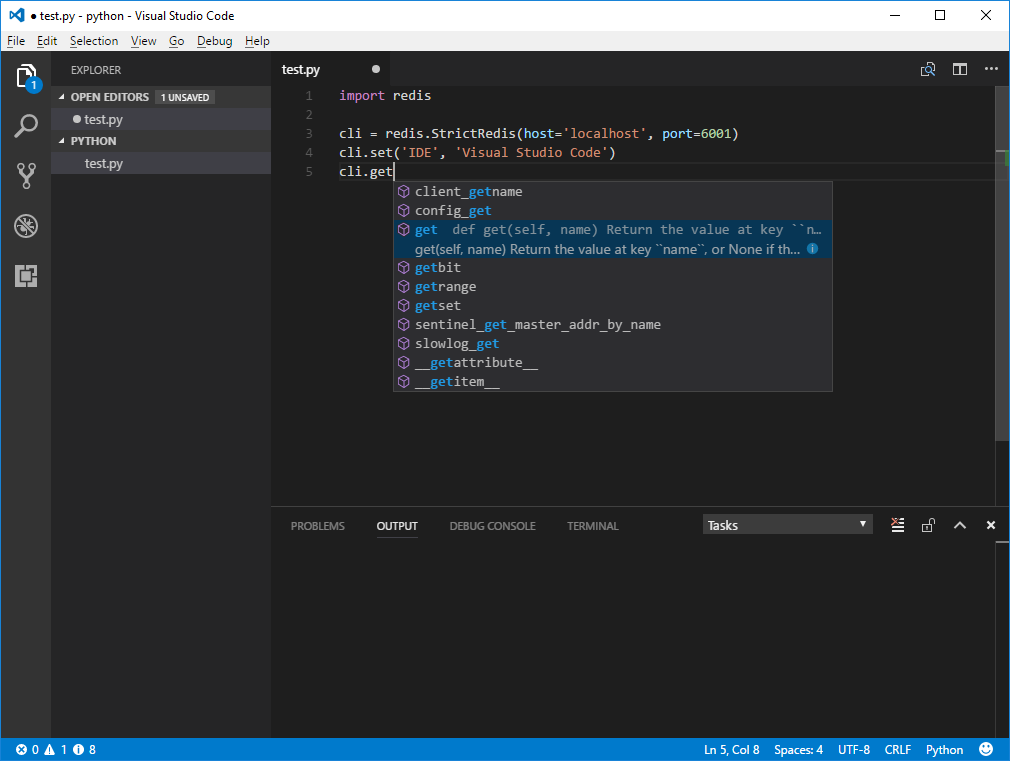 ● test.py - python - Visual Studio Code
File Edit Selection View Go Debug Help
1
EXPLORER
OPEN EDITORS 1 UNSAVED
● test.py
PYTHON
test.py
test.py ●
1 import redis
2
3 cli = redis.StrictRedis(host='localhost', port=6001)
4 cli.set('IDE', 'Visual Studio Code')
5 cli.get
client_getname
config_get
get def get(self, name) Return the value at key ``n…
get(self, name) Return the value at key ``name``, or None if th...
getbit
getrange
getset
sentinel_get_master_addr_by_name
slowlog_get
__getattribute__
__getitem__
PROBLEMS OUTPUT DEBUG CONSOLE TERMINAL Tasks
0 1 8 Ln 5, Col 8 Spaces: 4 UTF-8 CRLF Python